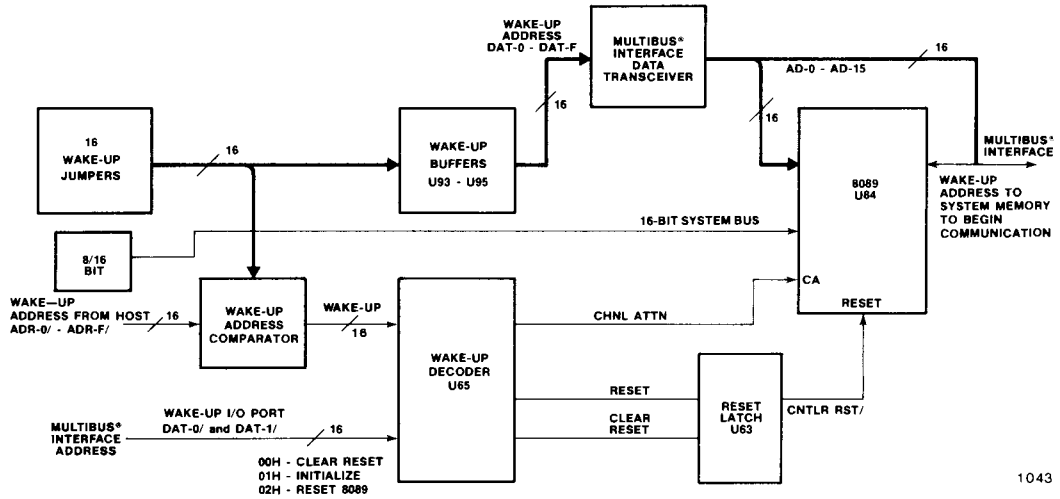 WAKE-UP
ADDRESS
DAT-0 - DAT-F
MULTIBUS®
INTERFACE
DATA
TRANSCEIVER
16
AD-0 - AD-15
16
16
16
WAKE-UP
JUMPERS
16
WAKE-UP
BUFFERS
U93 - U95
8089
U84
MULTIBUS®
INTERFACE
WAKE-UP
ADDRESS TO
SYSTEM MEMORY
TO BEGIN
COMMUNICATION
16-BIT SYSTEM BUS
8/16
BIT
CA
RESET
WAKE—UP
ADDRESS FROM HOST
ADR-0/ - ADR-F/
16
WAKE-UP
ADDRESS
COMPARATOR
WAKE-UP
16
WAKE-UP
DECODER
U65
CHNL ATTN
RESET
CLEAR
RESET
RESET
LATCH
U63
CNTLR RST/
MULTIBUS®
INTERFACE
ADDRESS
WAKE-UP I/O PORT
DAT-0/ and DAT-1/
16
00H - CLEAR RESET
01H - INITIALIZE
02H - RESET 8089
1043